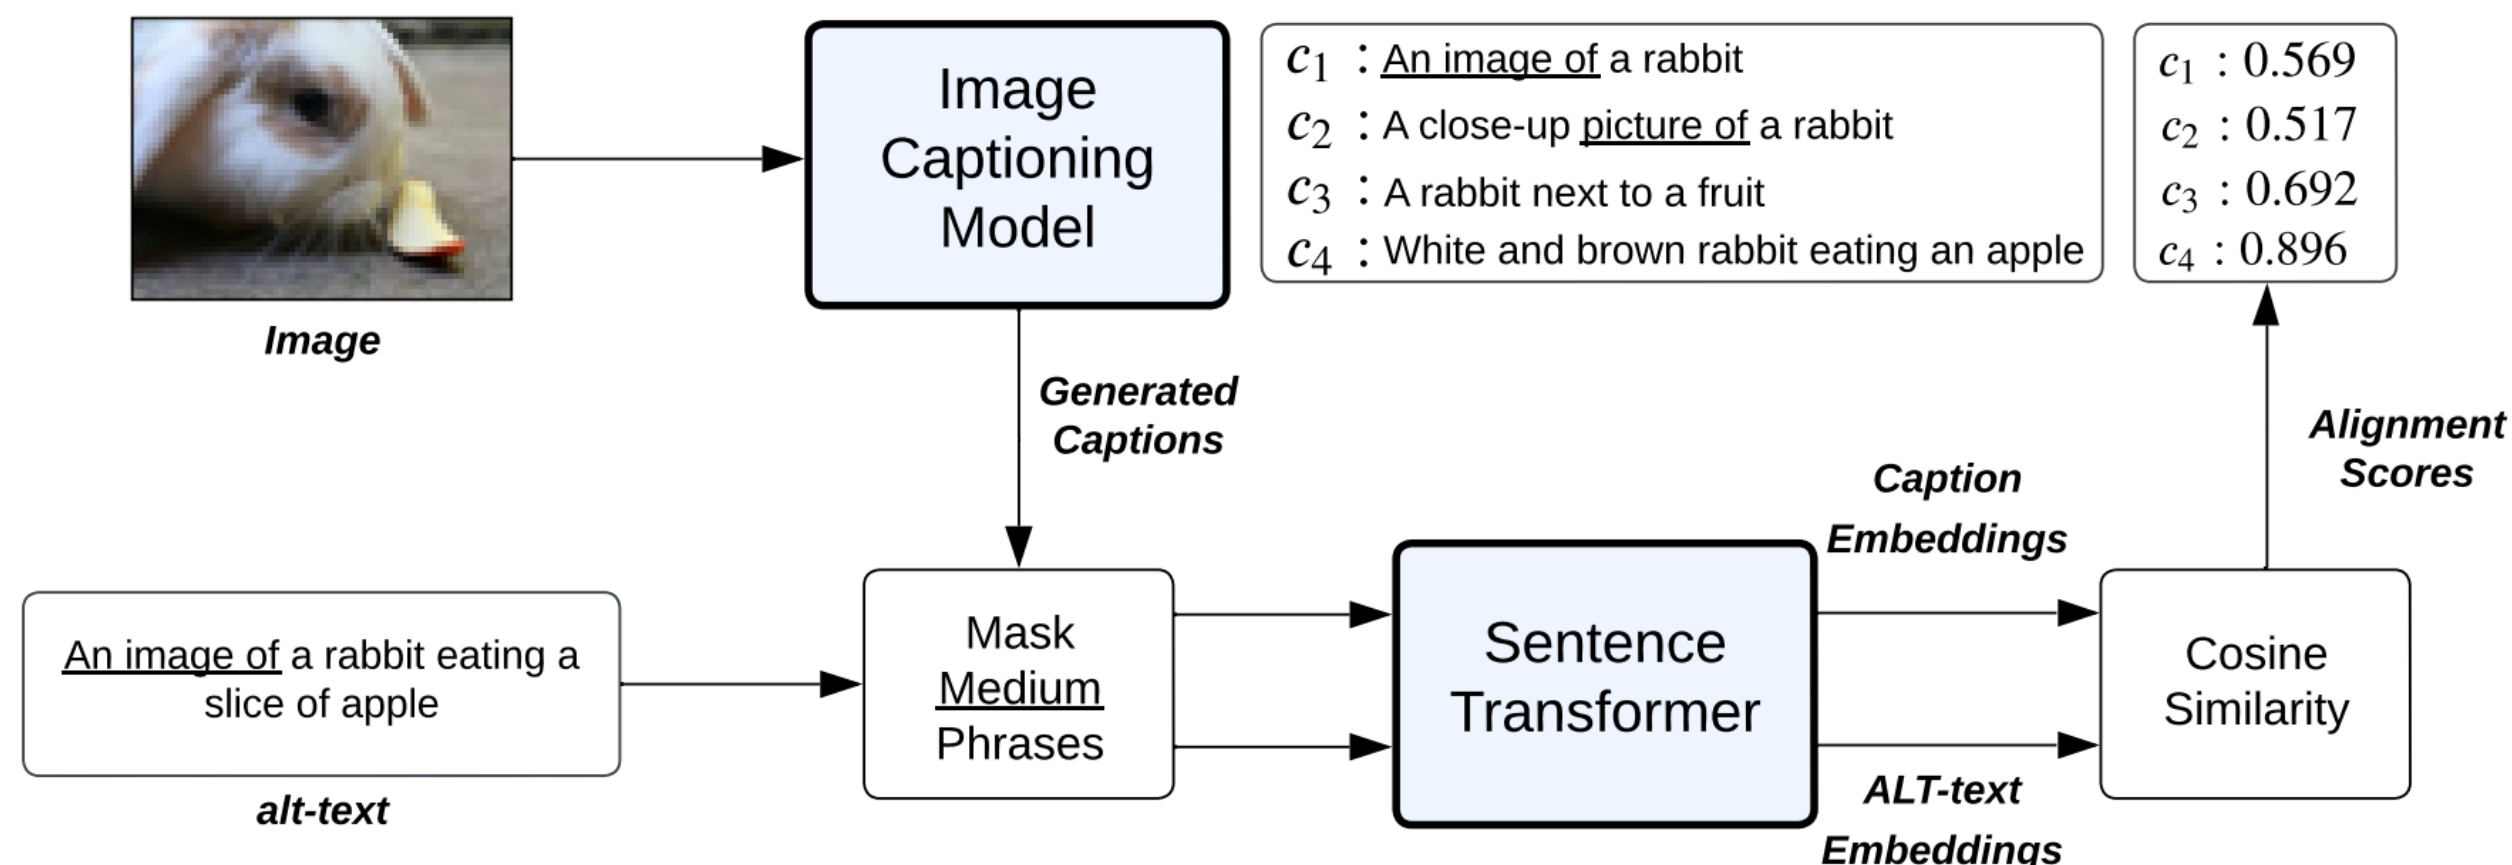 Image
Captioning
Model
c1 : An image of a rabbit
c2 : A close-up picture of a rabbit
c3 : A rabbit next to a fruit
c4 : White and brown rabbit eating an apple
c1 : 0.569
c2 : 0.517
c3 : 0.692
c4 : 0.896
Image
Generated
Captions
Alignment
Scores
An image of a rabbit eating a
slice of apple
alt-text
Mask
Medium
Phrases
Sentence
Transformer
Caption
Embeddings
ALT-text
Embeddings
Cosine
Similarity